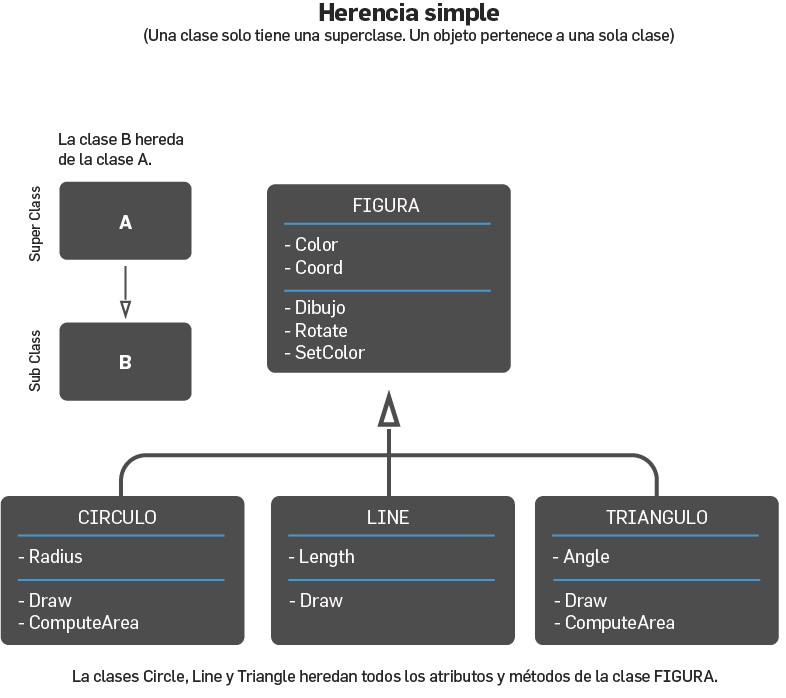 Herencia simple
(Una clase solo tiene una superclase. Un objeto pertenece a una sola clase)
La clase B hereda
de la clase A.
Super Class
A
Sub Class
B
FIGURA
- Color
- Coord
- Dibujo
- Rotate
- SetColor
CIRCULO
- Radius
- Draw
- ComputeArea
LINE
- Length
- Draw
TRIANGULO
- Angle
- Draw
- ComputeArea
La clases Circle, Line y Triangle heredan todos los atributos y métodos de la clase FIGURA.